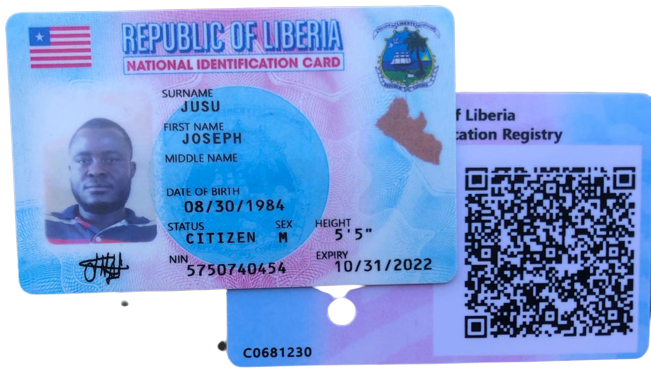 REPUBLIC OF LIBERIA
NATIONAL IDENTIFICATION CARD
SURNAME
JUSU
FIRST NAME
JOSEPH
MIDDLE NAME
DATE OF BIRTH
08/30/1984
STATUS SEX HEIGHT
CITIZEN M 5'5"
NIN EXPIRY
5750740454 10/31/2022
f Liberia
cation Registry
C0681230